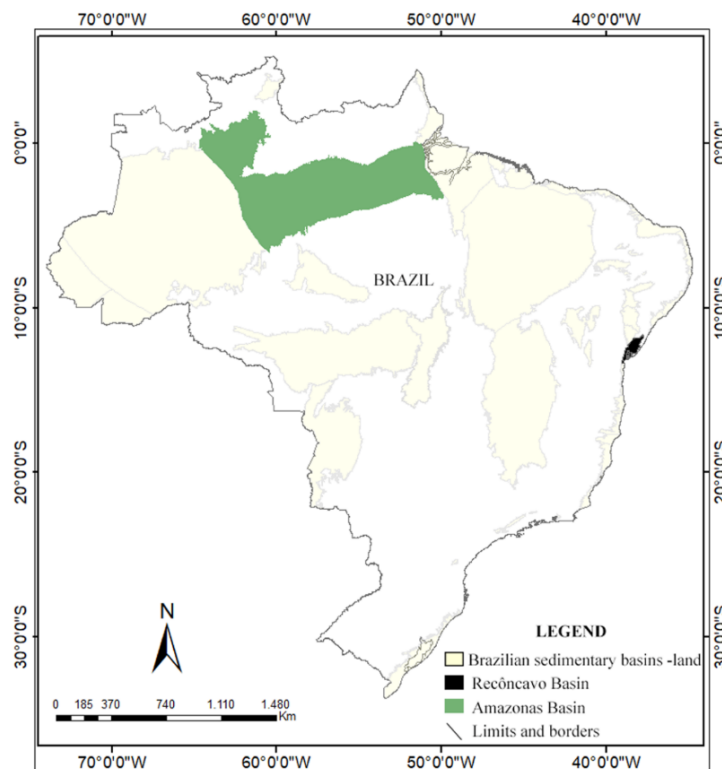 70°0'0"W 60°0'0"W 50°0'0"W 40°0'0"W
0°0'0"
0°0'0"
BRAZIL
10°0'0"S
10°0'0"S
20°0'0"S
20°0'0"S
30°0'0"S
30°0'0"S
N
LEGEND
Brazilian sedimentary basins -land
Recôncavo Basin
Amazonas Basin
Limits and borders
0 185 370 740 1.110 1.480
Km
70°0'0"W 60°0'0"W 50°0'0"W 40°0'0"W